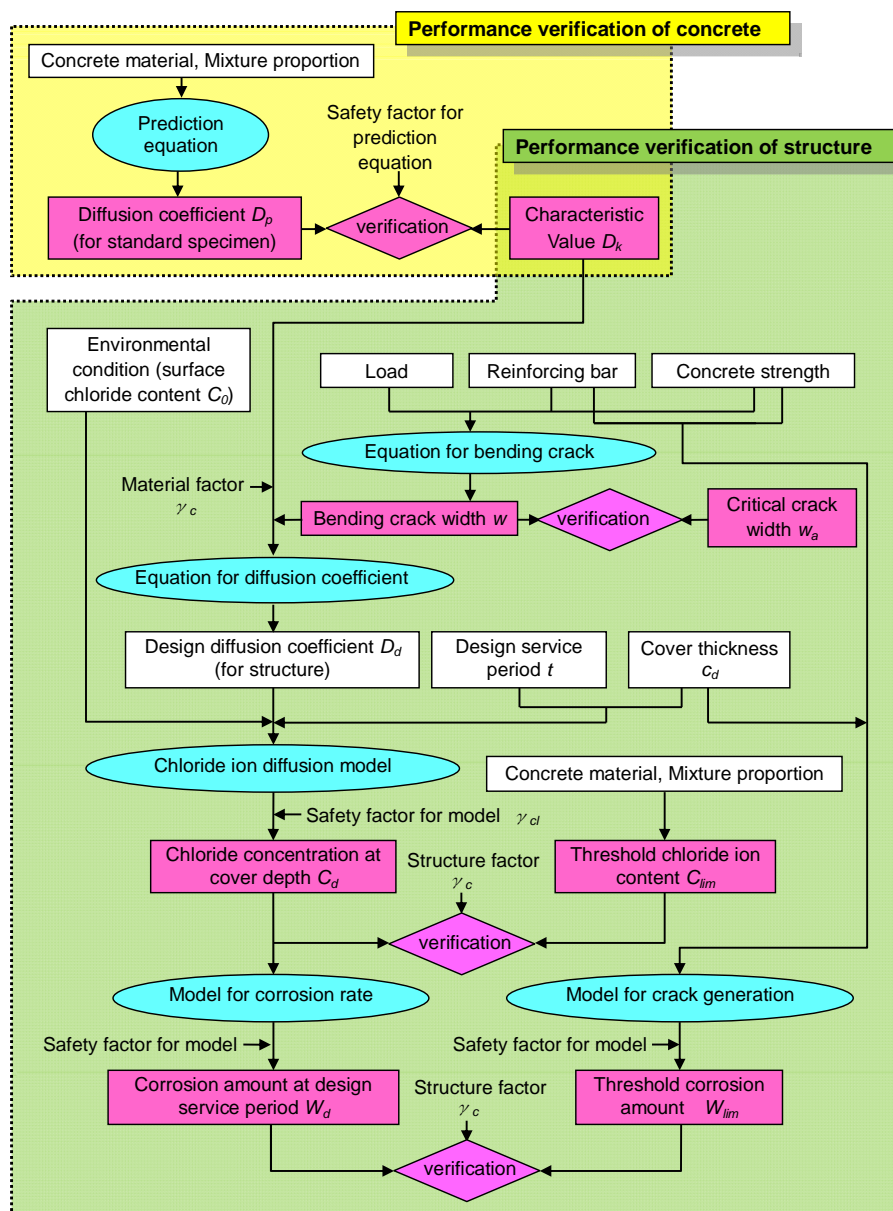 Performance verification of concrete
Concrete material, Mixture proportion
Prediction
equation
Safety factor for
prediction
equation
Performance verification of structure
Diffusion coefficient Dp
(for standard specimen)
verification
Characteristic
Value Dk
Environmental
condition (surface
chloride content C0)
Load
Reinforcing bar
Concrete strength
Equation for bending crack
Material factor
γc
Bending crack width w
verification
Critical crack
width wa
Equation for diffusion coefficient
Design diffusion coefficient Dd
(for structure)
Design service
period t
Cover thickness
cd
Chloride ion diffusion model
Concrete material, Mixture proportion
Safety factor for model γcl
Chloride concentration at
cover depth Cd
Structure factor
γc
Threshold chloride ion
content Clim
verification
Model for corrosion rate
Model for crack generation
Safety factor for model
Safety factor for model
Corrosion amount at design
service period Wd
Structure factor
γc
Threshold corrosion
amount Wlim
verification